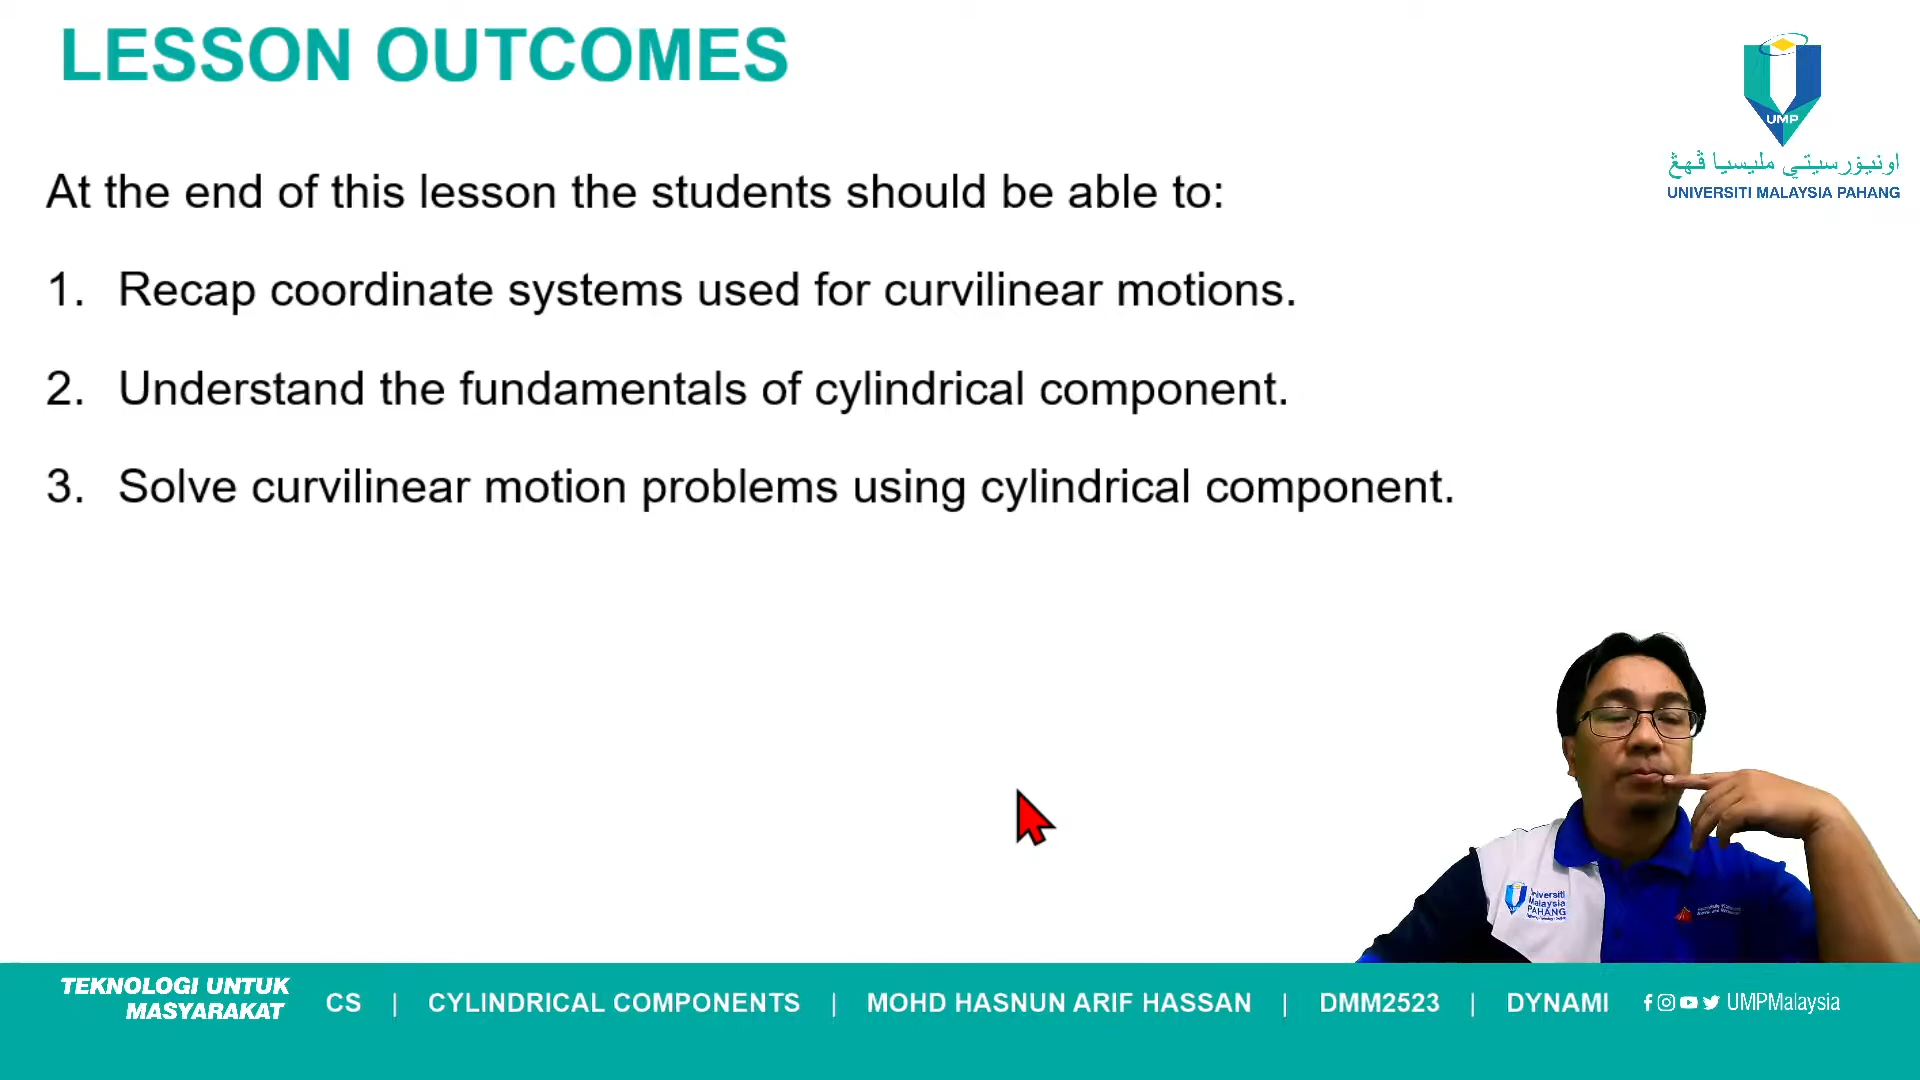 LESSON OUTCOMES
UMP
اونيۏرسيتي مليسيا ڤهڠ
UNIVERSITI MALAYSIA PAHANG
At the end of this lesson the students should be able to:
1. Recap coordinate systems used for curvilinear motions.
2. Understand the fundamentals of cylindrical component.
3. Solve curvilinear motion problems using cylindrical component.
Universiti
Malaysia
PAHANG
TEKNOLOGI UNTUK
MASYARAKAT
CS | CYLINDRICAL COMPONENTS | MOHD HASNUN ARIF HASSAN | DMM2523 | DYNAMI
UMPMalaysia